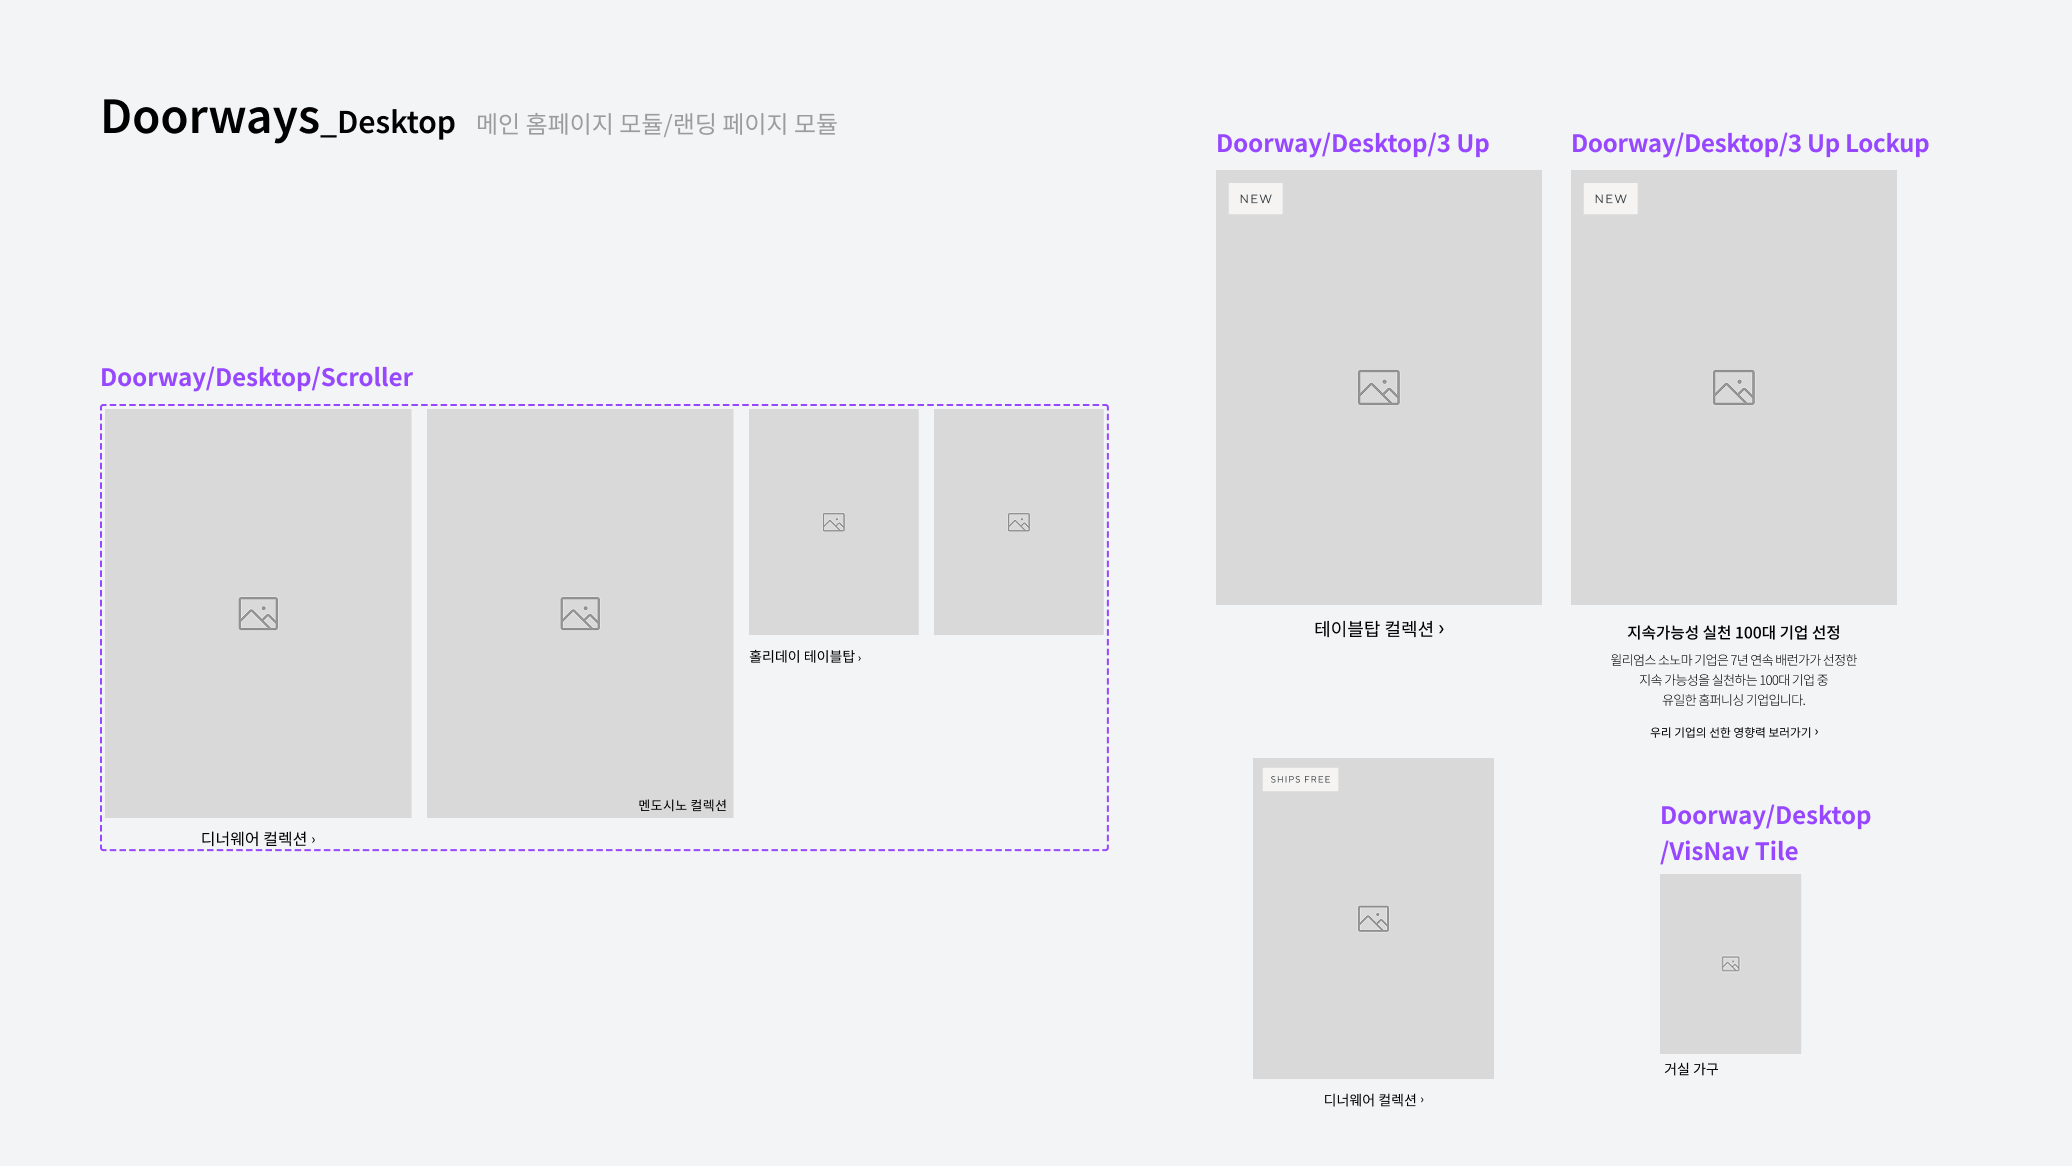 Doorways_Desktop 메인 홈페이지 모듈/랜딩 페이지 모듈
Doorway/Desktop/Scroller
디너웨어 컬렉션 ›
멘도시노 컬렉션
홀리데이 테이블탑 ›
Doorway/Desktop/3 Up
NEW
테이블탑 컬렉션 ›
Doorway/Desktop/3 Up Lockup
NEW
지속가능성 실천 100대 기업 선정
윌리엄스 소노마 기업은 7년 연속 배런가가 선정한
지속 가능성을 실천하는 100대 기업 중
유일한 홈퍼니싱 기업입니다.
우리 기업의 선한 영향력 보러가기 ›
SHIPS FREE
디너웨어 컬렉션 ›
Doorway/Desktop
/VisNav Tile
거실 가구